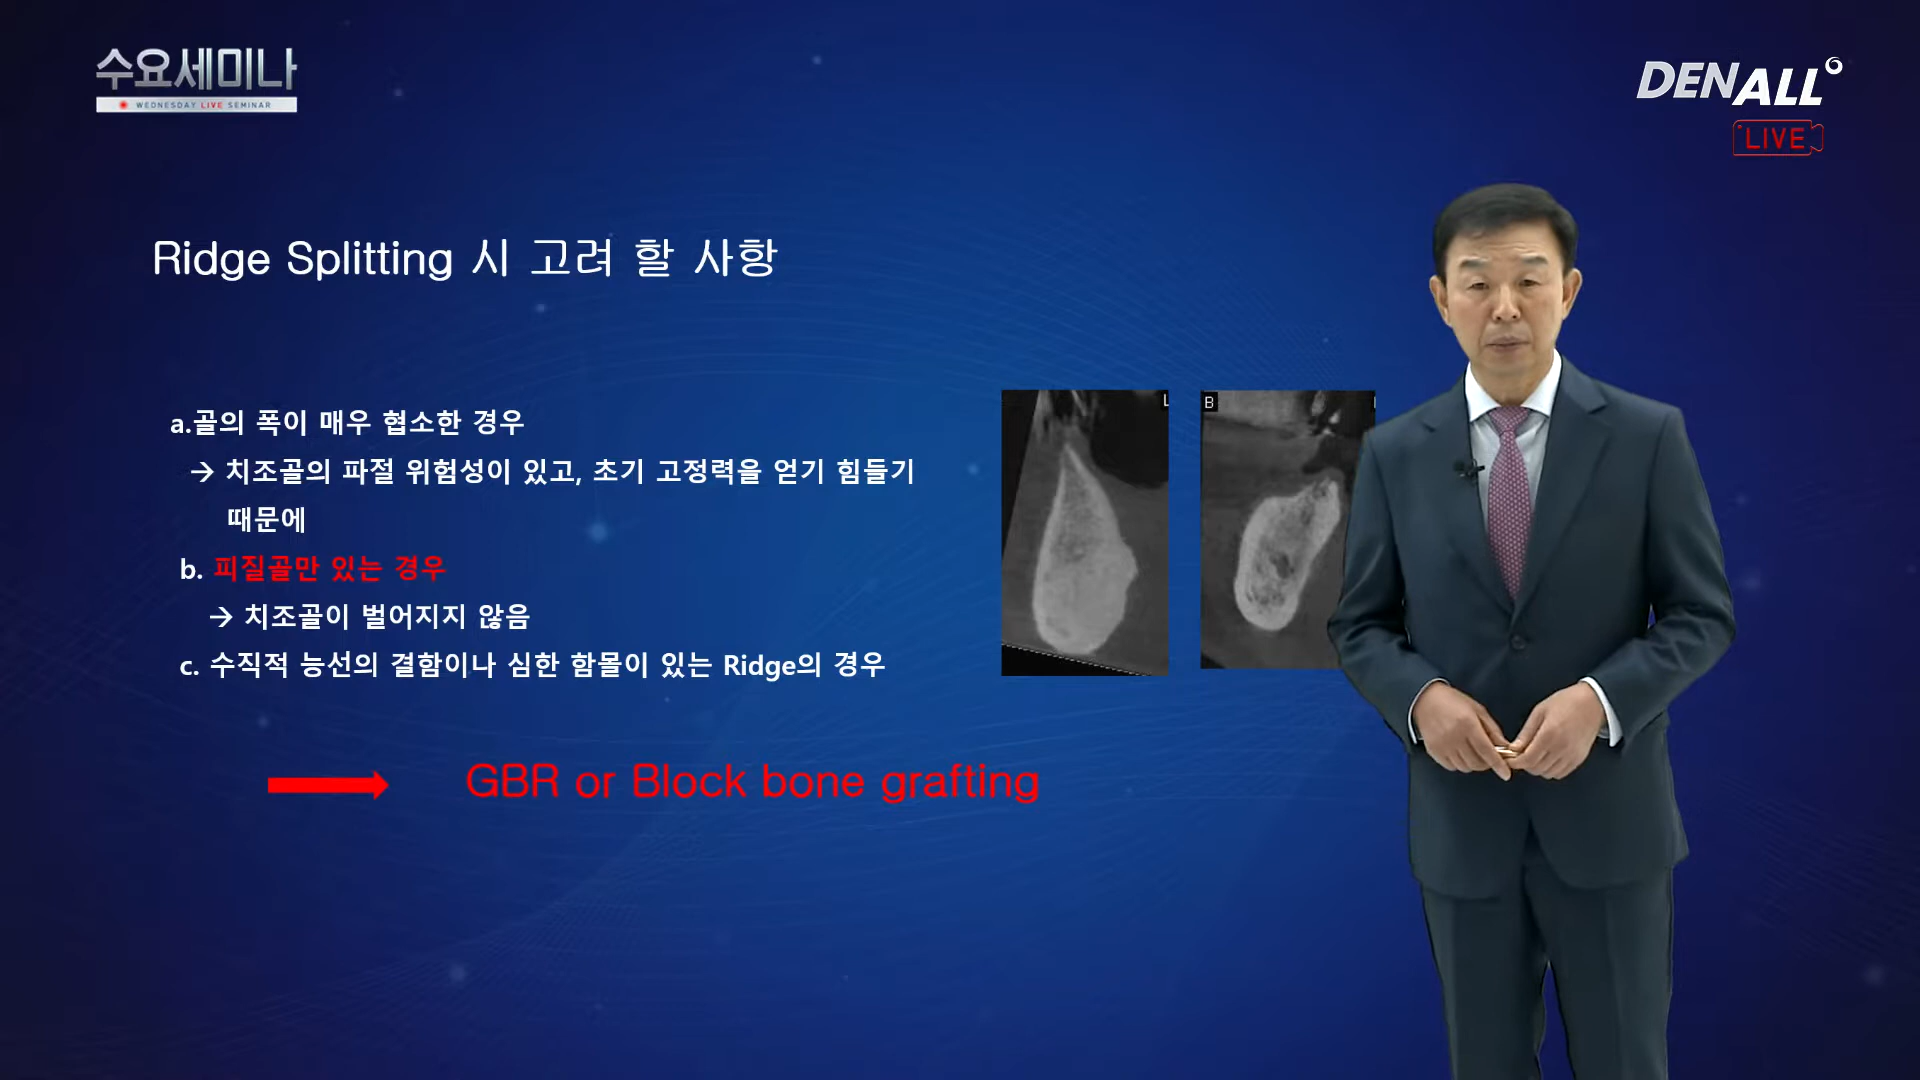 수요세미나
WEDNESDAY LIVE SEMINAR
DENALL
LIVE
Ridge Splitting 시 고려 할 사항
a.골의 폭이 매우 협소한 경우
→ 치조골의 파절 위험성이 있고, 초기 고정력을 얻기 힘들기
때문에
b. 피질골만 있는 경우
→ 치조골이 벌어지지 않음
c. 수직적 능선의 결함이나 심한 함몰이 있는 Ridge의 경우
GBR or Block bone grafting
L
B